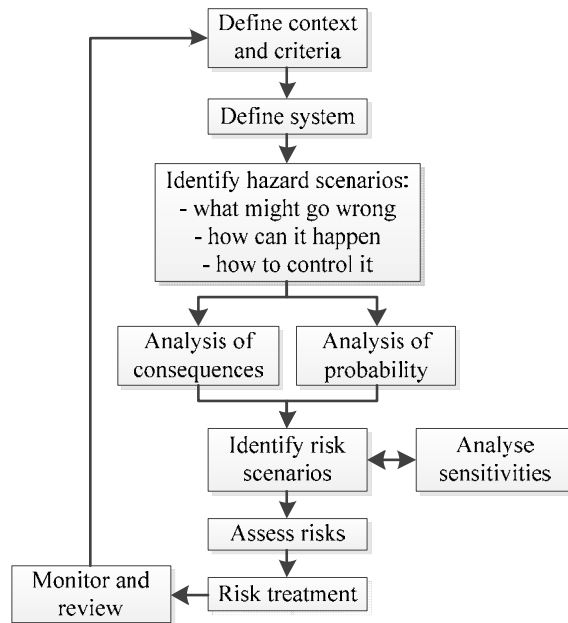 Define context
and criteria
Define system
Identify hazard scenarios:
- what might go wrong
- how can it happen
- how to control it
Analysis of
consequences
Analysis of
probability
Identify risk
scenarios
Analyse
sensitivities
Assess risks
Risk treatment
Monitor and
review